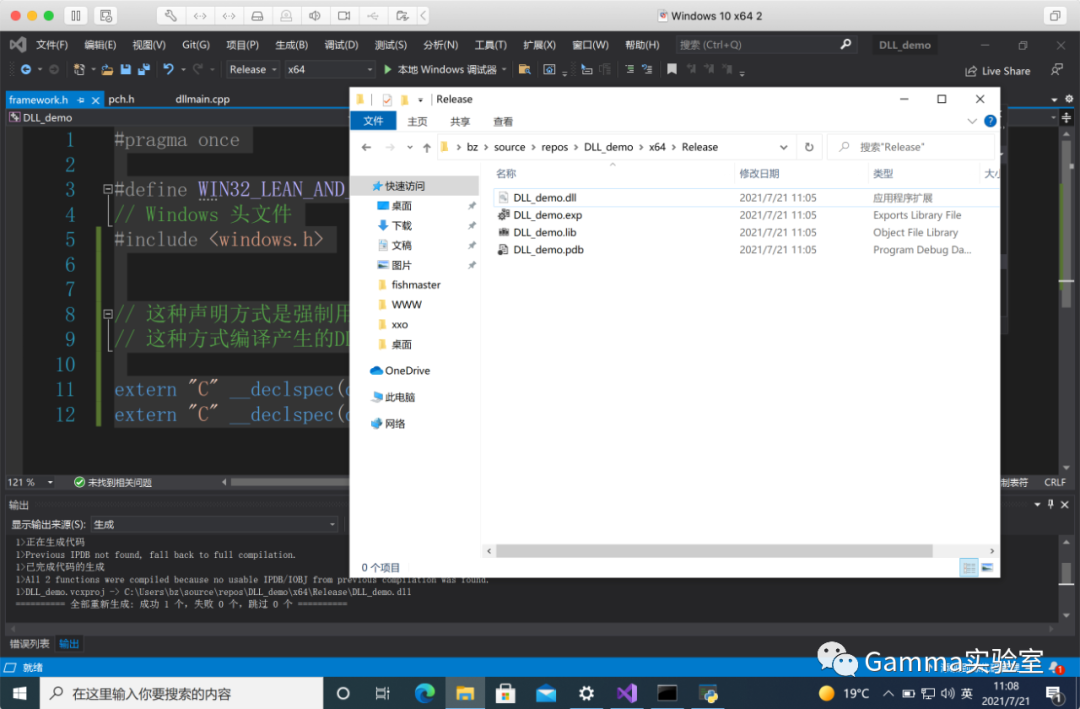 Windows 10 x64 2
文件(F) 编辑(E) 视图(V) Git(G) 项目(P) 生成(B) 调试(D) 测试(S) 分析(N) 工具(T) 扩展(X) 窗口(W) 帮助(H) 搜索 (Ctrl+Q) DLL_demo
Release x64 本地 Windows 调试器 Live Share
framework.h pch.h dllmain.cpp
DLL_demo
1 #pragma once
2
3 #define WIN32_LEAN_AND_
4 // Windows 头文件
5 #include <windows.h>
6
7
8 // 这种声明方式是强制用
9 // 这种方式编译产生的D
10
11 extern "C" __declspec(
12 extern "C" __declspec(
Release
文件 主页 共享 查看
bz source repos DLL_demo x64 Release 搜索"Release"
名称 修改日期 类型
快速访问
桌面
下载
文稿
图片
fishmaster
WWW
xxo
桌面
OneDrive
此电脑
网络
DLL_demo.dll 2021/7/21 11:05 应用程序扩展
DLL_demo.exp 2021/7/21 11:05 Exports Library File
DLL_demo.lib 2021/7/21 11:05 Object File Library
DLL_demo.pdb 2021/7/21 11:05 Program Debug Da...
0 个项目
121 % 未找到相关问题 制表符 CRLF
输出
显示输出来源(S): 生成
1>正在生成代码
1>Previous IPDB not found, fall back to full compilation.
1>已完成代码的生成
1>All 2 functions were compiled because no usable IPDB/IOBJ from previous compilation was found.
1>DLL_demo.vcxproj -> C:\Users\bz\source\repos\DLL_demo\x64\Release\DLL_demo.dll
========== 全部重新生成: 成功 1 个，失败 0 个，跳过 0 个 ==========
错误列表 输出
就绪
Gamma实验室
1
在这里输入你要搜索的内容
19°C 英 11:08
2021/7/21
1